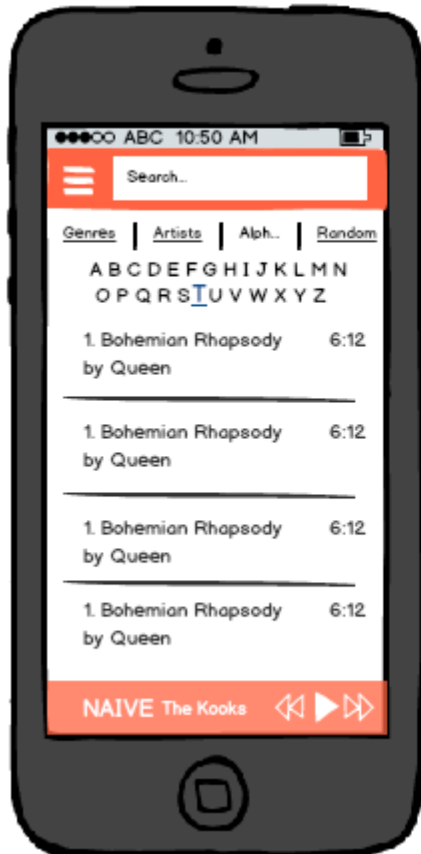 ABC 10:50 AM
Search...
Genres | Artists | Alph... | Random
A B C D E F G H I J K L M N
O P Q R S T U V W X Y Z
1. Bohemian Rhapsody 6:12
by Queen
1. Bohemian Rhapsody 6:12
by Queen
1. Bohemian Rhapsody 6:12
by Queen
1. Bohemian Rhapsody 6:12
by Queen
NAIVE The Kooks